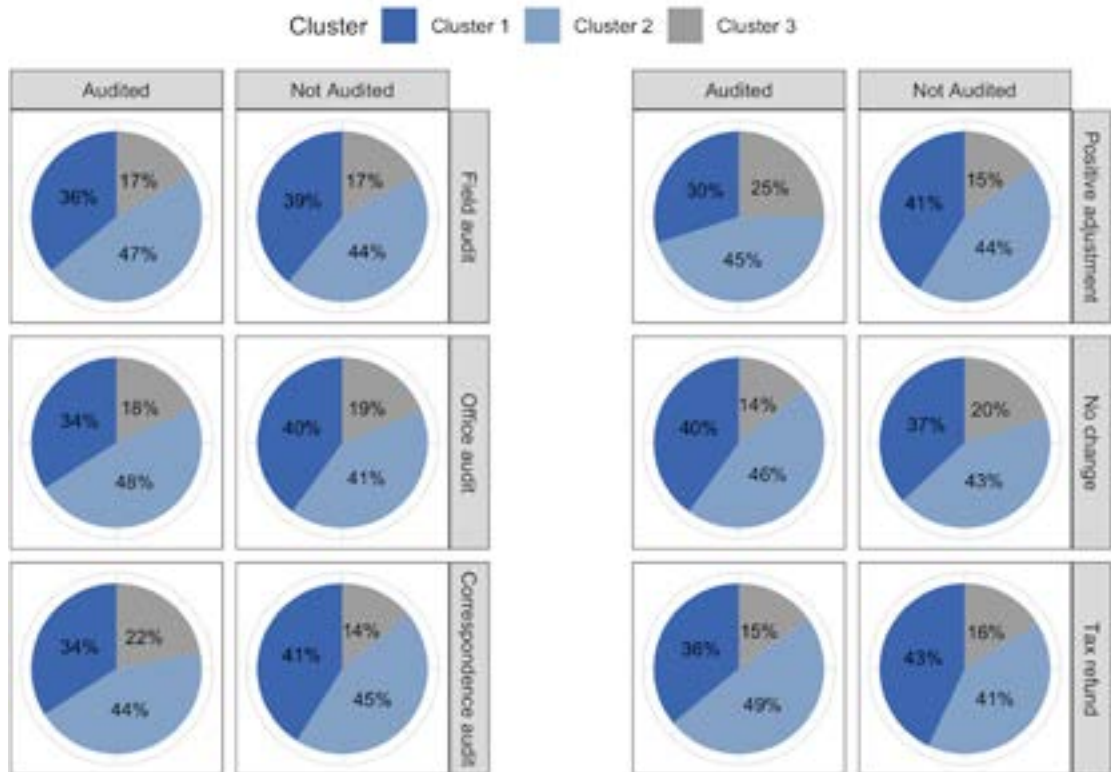 Cluster Cluster 1 Cluster 2 Cluster 3
Audited Not Audited
36% 17% 47%
39% 17% 44%
Field audit
34% 18% 48%
40% 19% 41%
Office audit
34% 22% 44%
41% 14% 45%
Correspondence audit
Audited Not Audited
30% 25% 45%
41% 15% 44%
Positive adjustment
40% 14% 46%
37% 20% 43%
No change
36% 15% 49%
43% 16% 41%
Tax refund